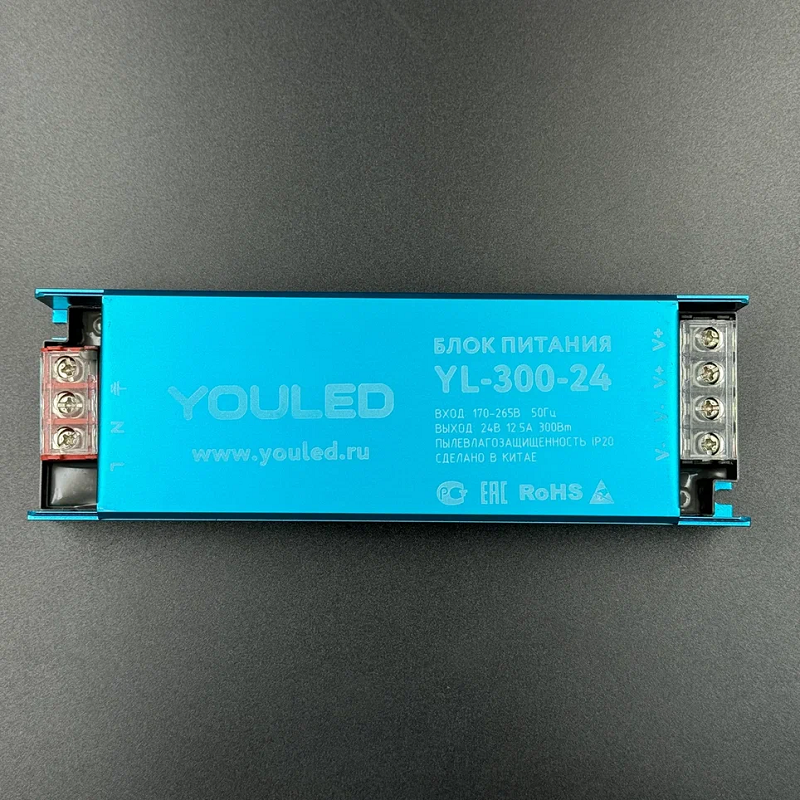 YOULED
www.youled.ru
БЛОК ПИТАНИЯ
YL-300-24
ВХОД 170-265В 50Гц
ВЫХОД 24В 12.5А 300Вт
ПЫЛЕВЛАГОЗАЩИЩЕННОСТЬ IP20
СДЕЛАНО В КИТАЕ
РСТ EAC RoHS
L N
V- V- V+ V+